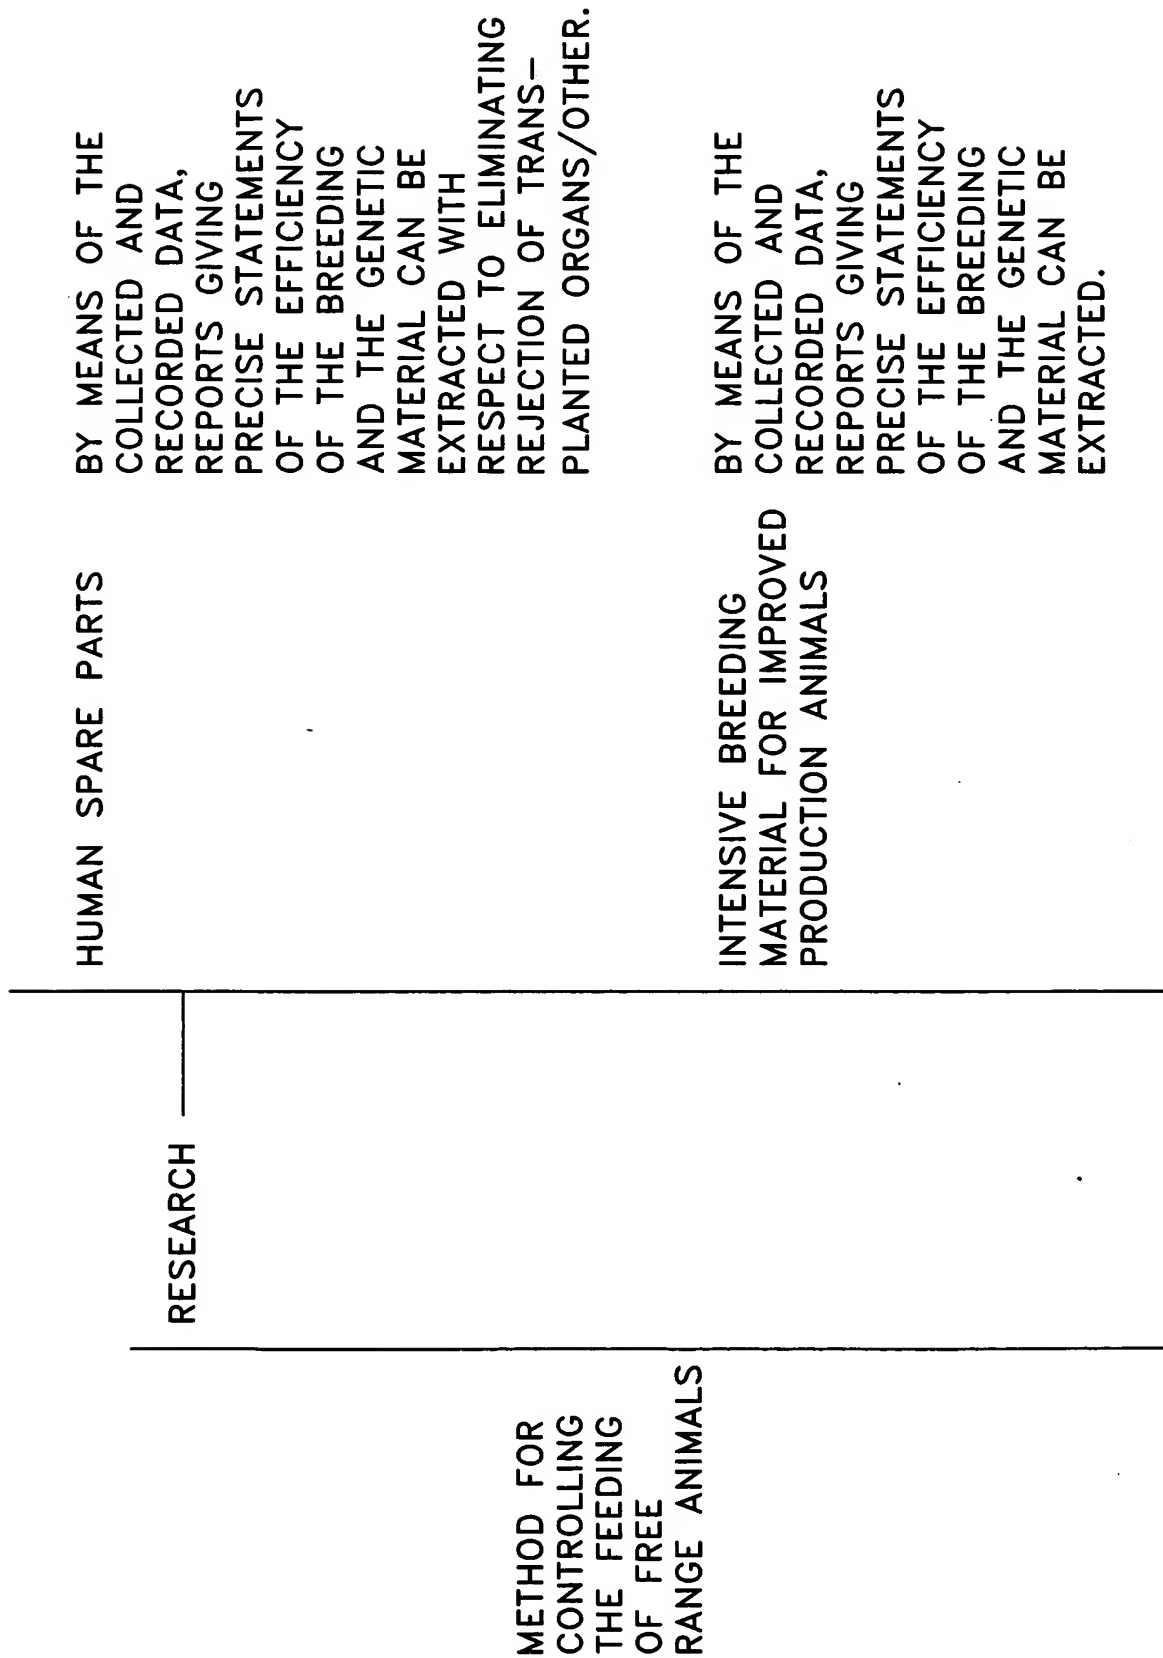 METHOD FOR
CONTROLLING
THE FEEDING
OF FREE
RANGE ANIMALS
RESEARCH
HUMAN SPARE PARTS
BY MEANS OF THE
COLLECTED AND
RECORDED DATA,
REPORTS GIVING
PRECISE STATEMENTS
OF THE EFFICIENCY
OF THE BREEDING
AND THE GENETIC
MATERIAL CAN BE
EXTRACTED WITH
RESPECT TO ELIMINATING
REJECTION OF TRANS–
PLANTED ORGANS/OTHER.
INTENSIVE BREEDING
MATERIAL FOR IMPROVED
PRODUCTION ANIMALS
BY MEANS OF THE
COLLECTED AND
RECORDED DATA,
REPORTS GIVING
PRECISE STATEMENTS
OF THE EFFICIENCY
OF THE BREEDING
AND THE GENETIC
MATERIAL CAN BE
EXTRACTED.